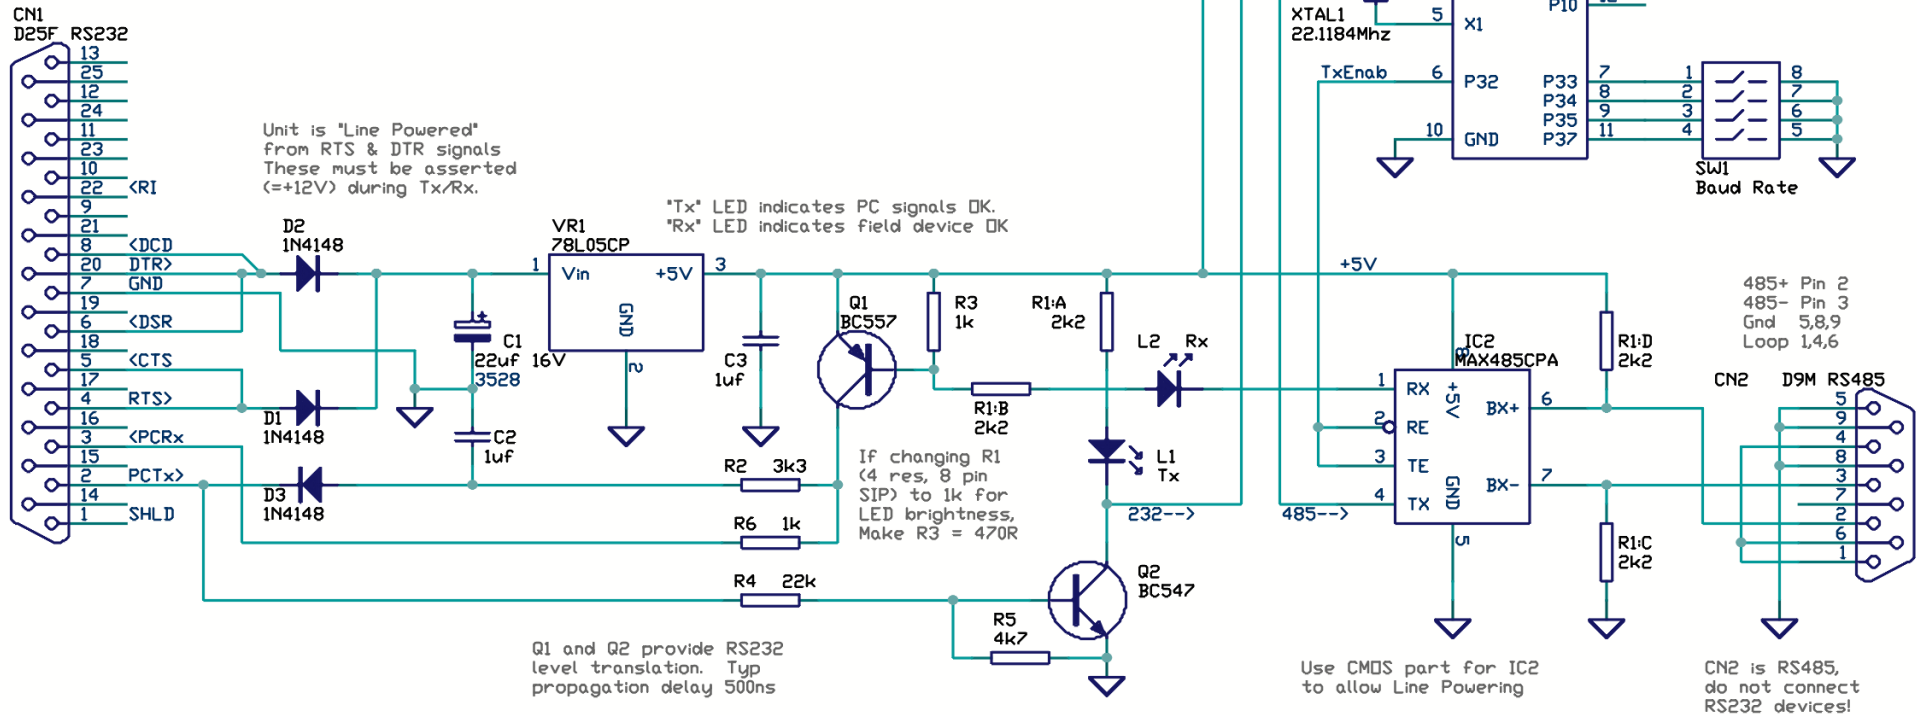 CN1
D25F RS232
13
25
12
24
11
23
10
22 <RI
9
21
8 <DCD
20 DTR>
7 GND
19
6 <DSR
18
5 <CTS
17
4 RTS>
16
3 <PCRx
15
2 PCTx>
14
1 SHLD
Unit is "Line Powered"
from RTS & DTR signals
These must be asserted
(=+12V) during Tx/Rx.
D2
1N4148
D1
1N4148
D3
1N4148
C1
22uf 16V
3528
C2
1uf
VR1
78L05CP
1 Vin +5V 3
GND
2
"Tx" LED indicates PC signals OK.
"Rx" LED indicates field device OK
C3
1uf
Q1
BC557
R3
1k
R1:A
2k2
R1:B
2k2
L2 Rx
L1
Tx
R2 3k3
R6 1k
R4 22k
R5
4k7
If changing R1
(4 res, 8 pin
SIP) to 1k for
LED brightness,
Make R3 = 470R
232-->
Q2
BC547
Q1 and Q2 provide RS232
level translation. Typ
propagation delay 500ns
XTAL1
22.1184Mhz
5 X1
P10
TxEnab 6 P32
10 GND
P33 7
P34 8
P35 9
P37 11
1 8
2 7
3 6
4 5
SW1
Baud Rate
+5V
IC2
MAX485CPA
8
+5V
1 RX
2 RE
3 TE
4 TX
485-->
BX+ 6
BX- 7
GND
5
R1:D
2k2
R1:C
2k2
485+ Pin 2
485- Pin 3
Gnd 5,8,9
Loop 1,4,6
CN2 D9M RS485
5
9
4
8
3
7
2
6
1
Use CMOS part for IC2
to allow Line Powering
CN2 is RS485,
do not connect
RS232 devices!